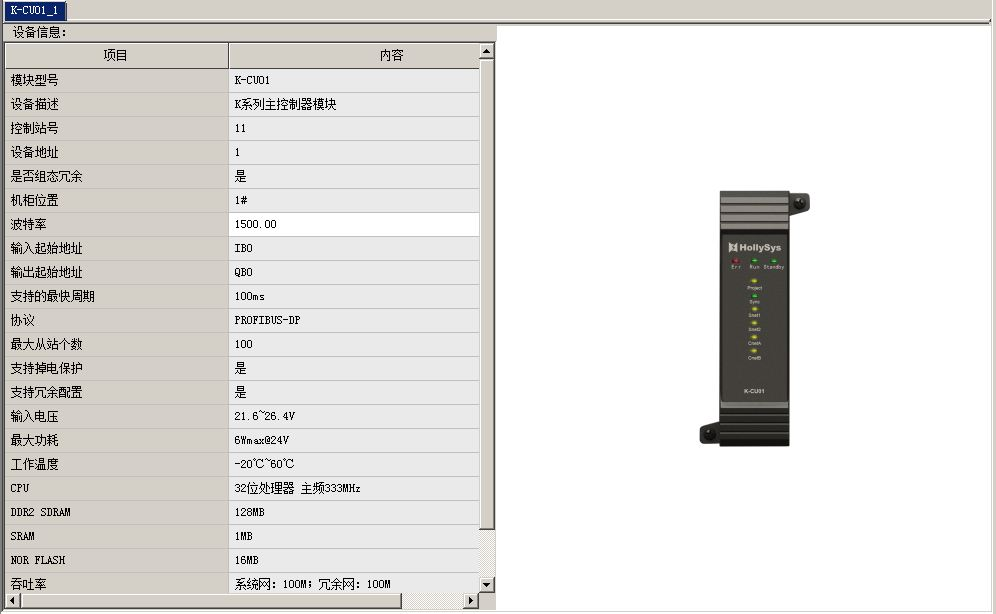 K-CU01_1
设备信息:
项目 内容
模块型号 K-CU01
设备描述 K系列主控制器模块
控制站号 11
设备地址 1
是否组态冗余 是
机柜位置 1#
波特率 1500.00
输入起始地址 IB0
输出起始地址 QB0
支持的最快周期 100ms
协议 PROFIBUS-DP
最大从站个数 100
支持掉电保护 是
支持冗余配置 是
输入电压 21.6~26.4V
最大功耗 6Wmax@24V
工作温度 -20℃~60℃
CPU 32位处理器 主频333MHz
DDR2 SDRAM 128MB
SRAM 1MB
NOR FLASH 16MB
吞吐率 系统网: 100M; 冗余网: 100M
HollySys
Err Run Standby
Project
Sync
Snet1
Snet2
CnetA
CnetB
K-CU01